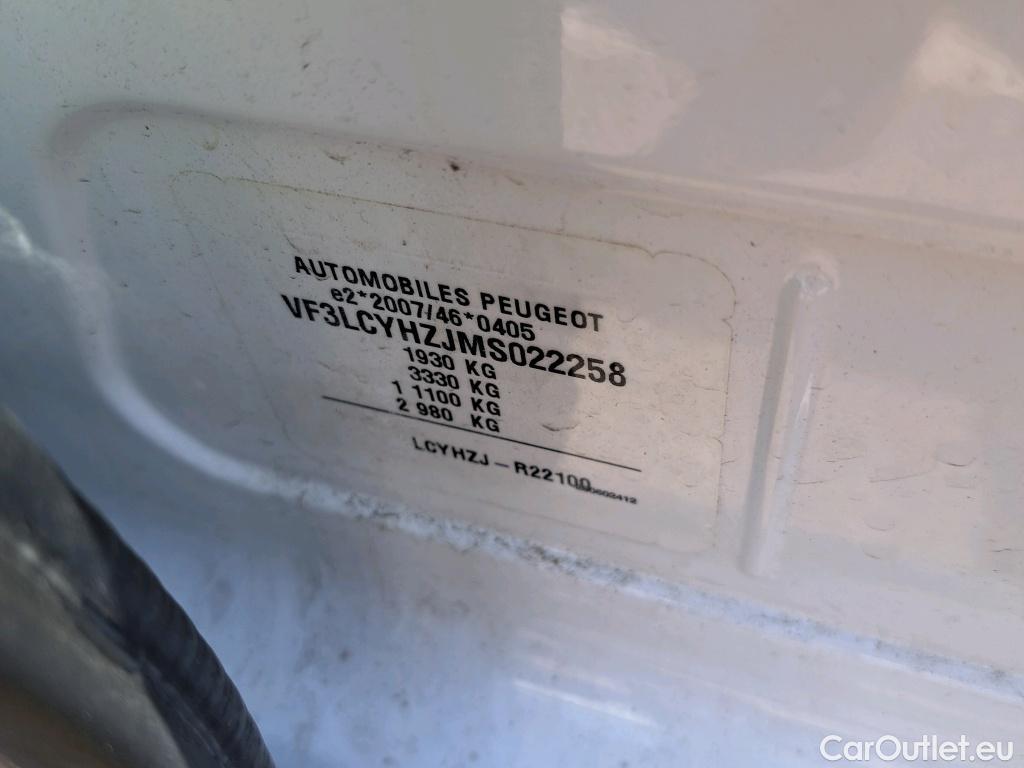 AUTOMOBILES PEUGEOT
e2*2007/46*0405
VF3LCYHZJMS022258
1930 KG
3330 KG
1 1100 KG
2 980 KG
LCYHZJ - R22100
CarOutlet.eu